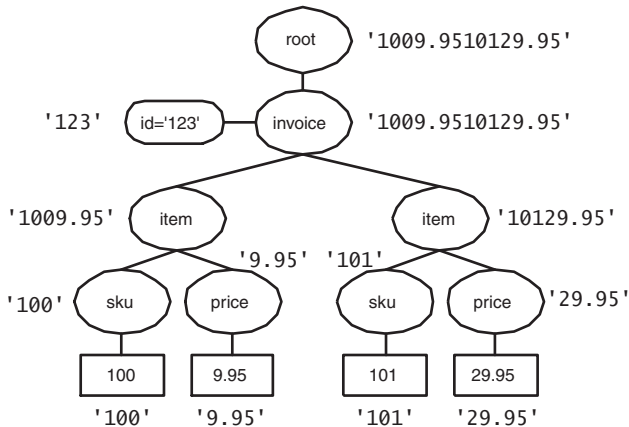 root '1009.9510129.95'
'123' id='123' invoice '1009.9510129.95'
'1009.95' item item '10129.95'
'9.95' '101'
'100' sku price sku price '29.95'
100 9.95 101 29.95
'100' '9.95' '101' '29.95'